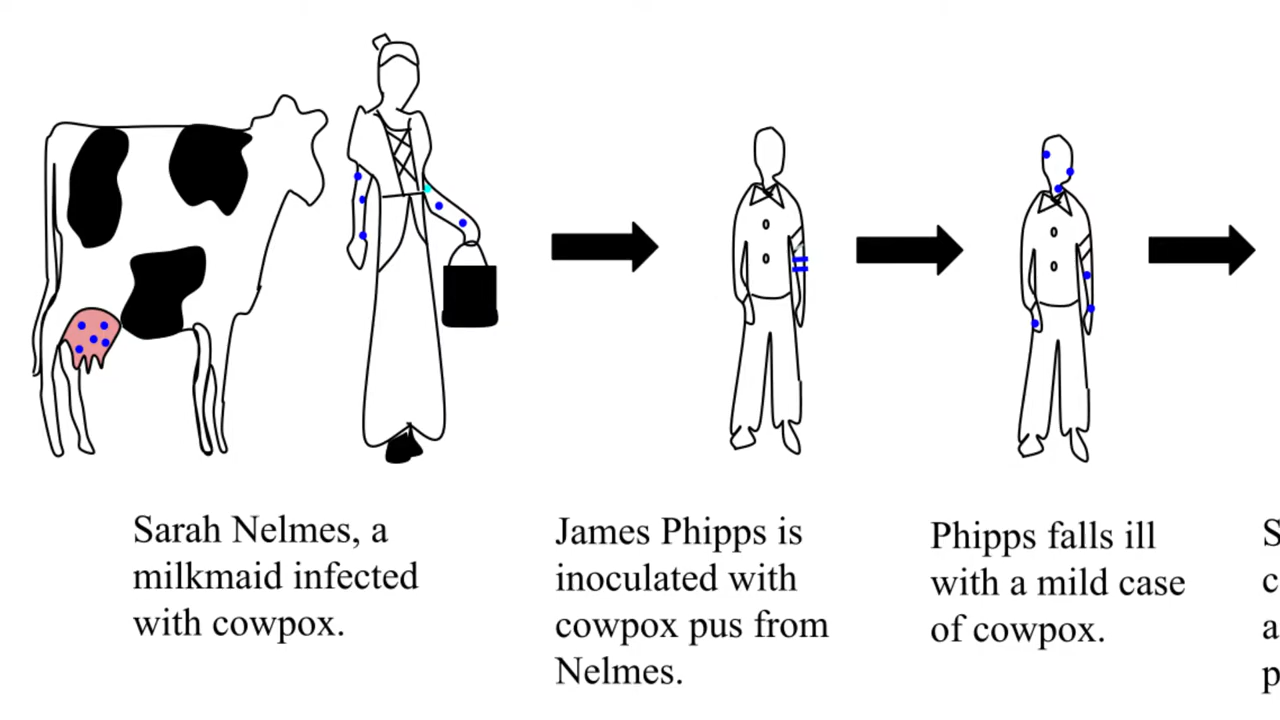 Sarah Nelmes, a
milkmaid infected
with cowpox.
James Phipps is
inoculated with
cowpox pus from
Nelmes.
Phipps falls ill
with a mild case
of cowpox.